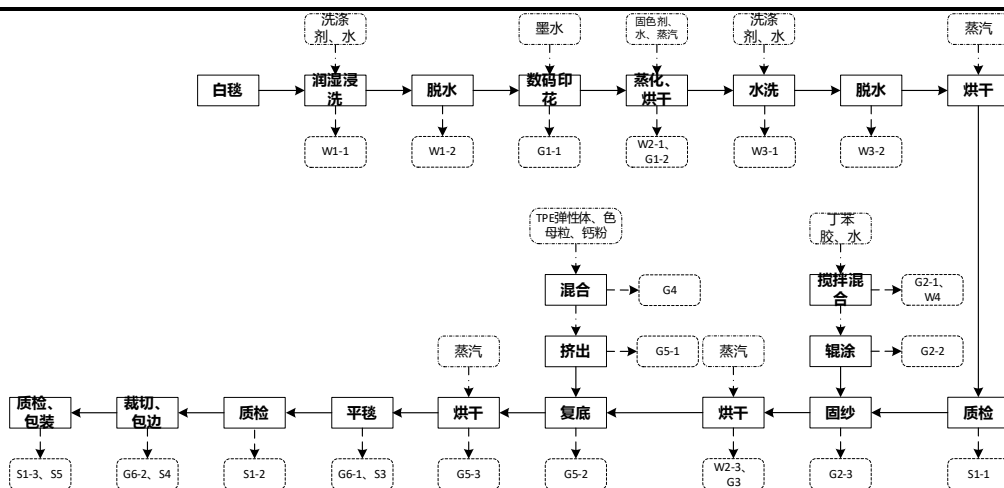 洗涤
剂、水
墨水
固色剂、
水、蒸汽
洗涤
剂、水
蒸汽
白毯
润湿浸
洗
脱水
数码印
花
蒸化、
烘干
水洗
脱水
烘干
W1-1
W1-2
G1-1
W2-1、
G1-2
W3-1
W3-2
TPE弹性体、色
母粒、钙粉
丁苯
胶、水
混合
G4
搅拌混
合
G2-1、
W4
蒸汽
挤出
G5-1
蒸汽
辊涂
G2-2
质检、
包装
裁切、
包边
质检
平毯
烘干
复底
烘干
固纱
质检
S1-3、S5
G6-2、S4
S1-2
G6-1、S3
G5-3
G5-2
W2-3、
G3
G2-3
S1-1